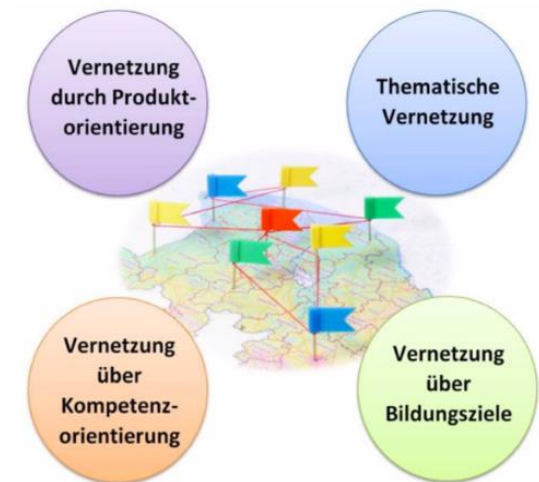 Vernetzung
durch Produkt-
orientierung
Thematische
Vernetzung
Vernetzung
über
Kompetenz-
orientierung
Vernetzung
über
Bildungsziele